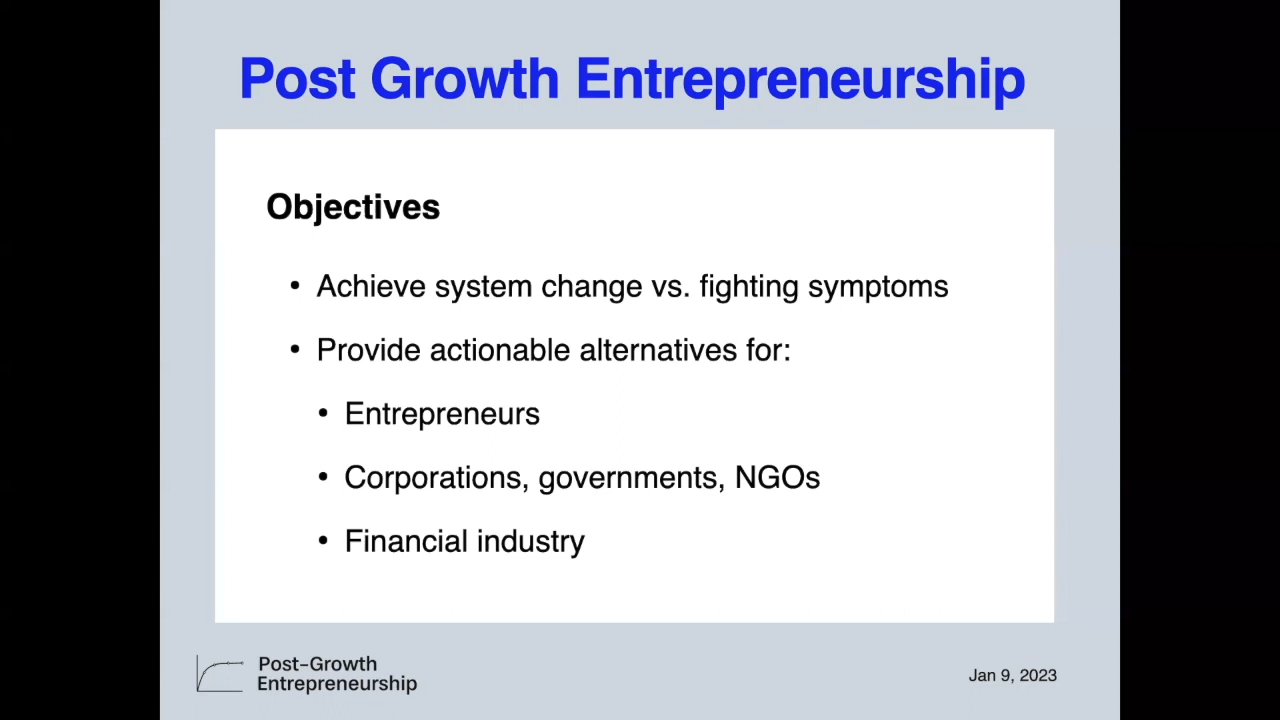 Post Growth Entrepreneurship
Objectives
• Achieve system change vs. fighting symptoms
• Provide actionable alternatives for:
• Entrepreneurs
• Corporations, governments, NGOs
• Financial industry
Post-Growth
Entrepreneurship
Jan 9, 2023